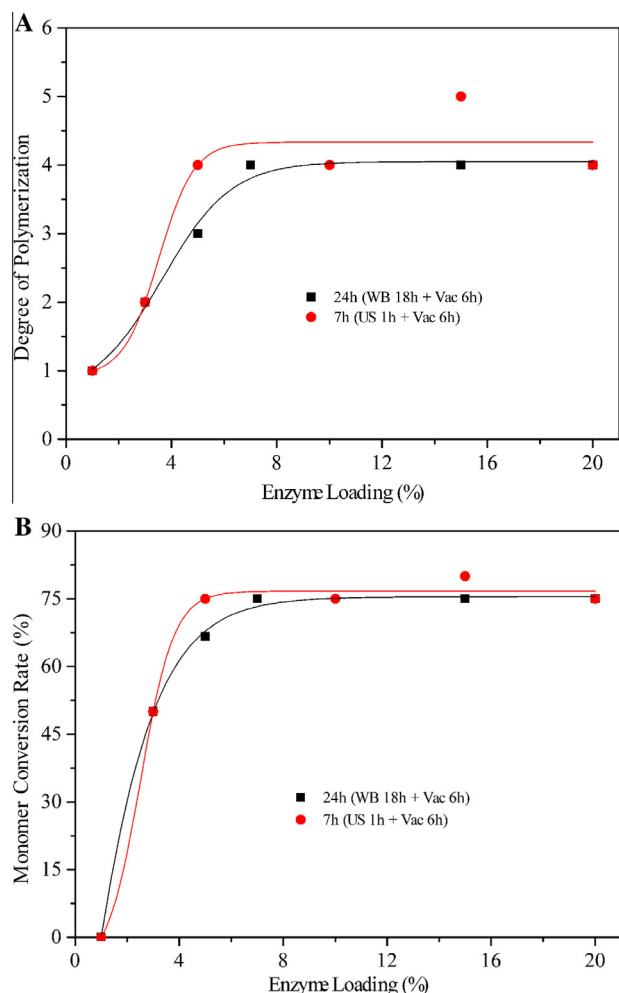 A
6
5
4
3
2
1
0
Degree of Polymerization
24h (WB 18h + Vac 6h)
7h (US 1h + Vac 6h)
0 4 8 12 16 20
Enzyme Loading (%)
B
90
75
60
45
30
15
0
Monomer Conversion Rate (%)
24h (WB 18h + Vac 6h)
7h (US 1h + Vac 6h)
0 4 8 12 16 20
Enzyme Loading (%)